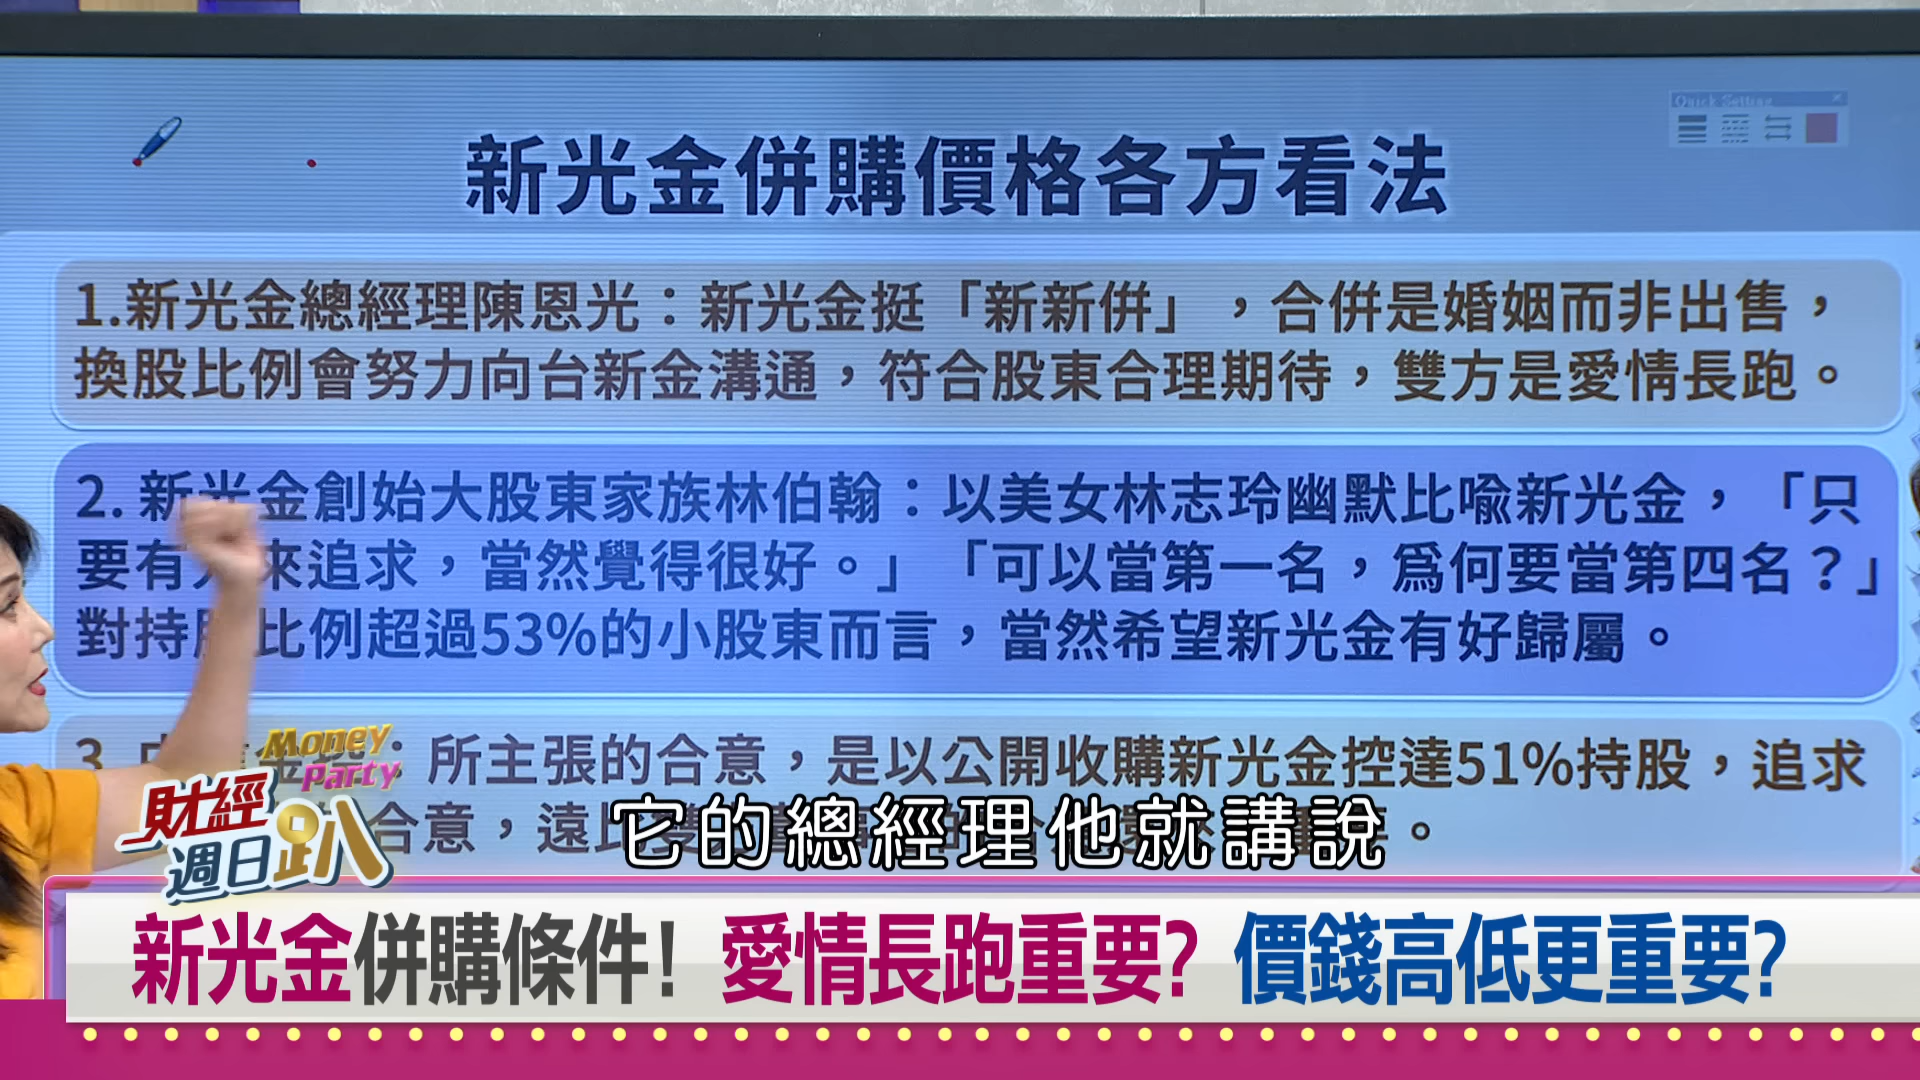 Quick Setting
新光金併購價格各方看法
1.新光金總經理陳恩光：新光金挺「新新併」，合併是婚姻而非出售，
換股比例會努力向台新金溝通，符合股東合理期待，雙方是愛情長跑。
2. 新光金創始大股東家族林伯翰：以美女林志玲幽默比喻新光金，「只
要有 來追求，當然覺得很好。」「可以當第一名，為何要當第四名？」
對持 比例超過53%的小股東而言，當然希望新光金有好歸屬。
3. 金 ：所主張的合意，是以公開收購新光金控達51%持股，追求
合意，遠比
Money
Party
財經
週日趴
它的總經理他就講說
新光金併購條件! 愛情長跑重要? 價錢高低更重要?